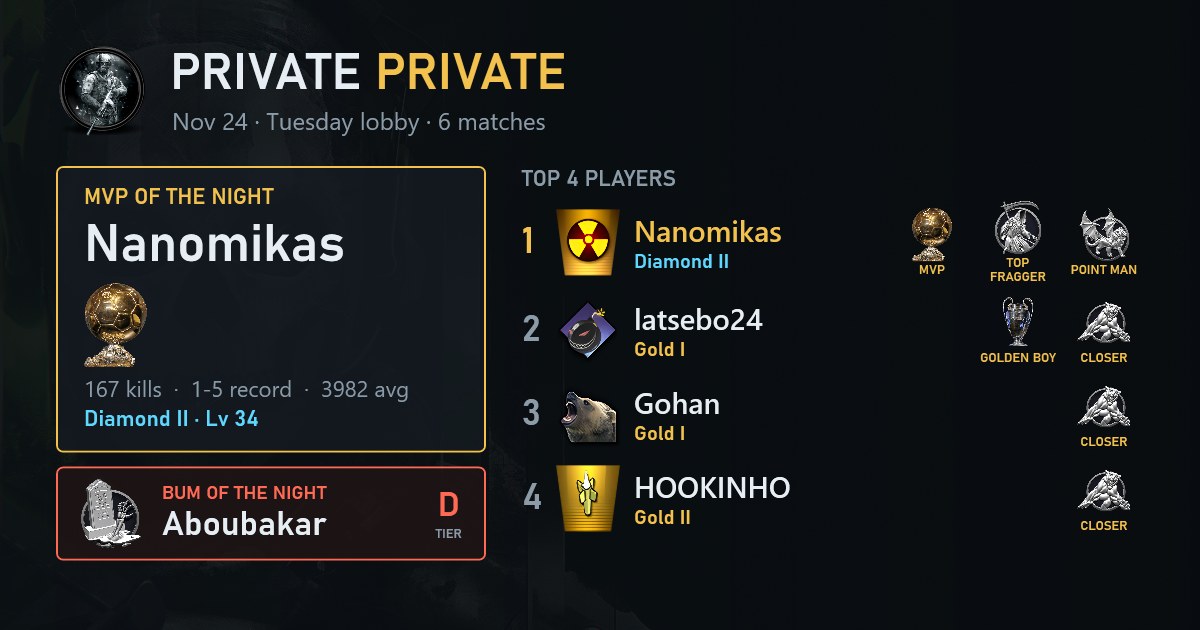 PRIVATE PRIVATE
Nov 24 · Tuesday lobby · 6 matches
MVP OF THE NIGHT
Nanomikas
167 kills · 1-5 record · 3982 avg
Diamond II · Lv 34
BUM OF THE NIGHT
Aboubakar
D
TIER
TOP 4 PLAYERS
1
Nanomikas
Diamond II
MVP
TOP
FRAGGER
POINT MAN
2
latsebo24
Gold I
GOLDEN BOY
CLOSER
3
Gohan
Gold I
CLOSER
4
HOOKINHO
Gold II
CLOSER